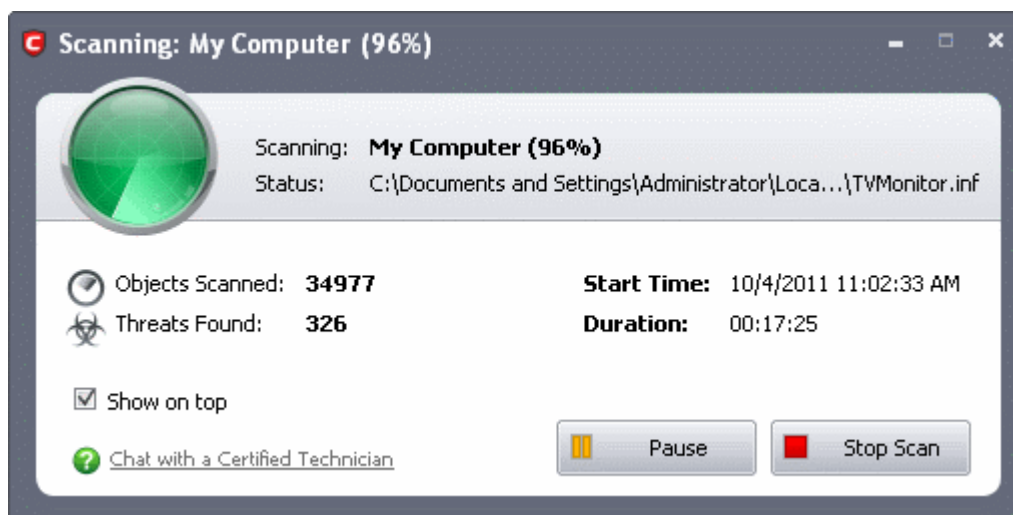 Scanning: My Computer (96%)
Scanning: My Computer (96%)
Status: C:\Documents and Settings\Administrator\Loca...\TVMonitor.inf
Objects Scanned: 34977
Start Time: 10/4/2011 11:02:33 AM
Threats Found: 326
Duration: 00:17:25
Show on top
Chat with a Certified Technician
Pause
Stop Scan